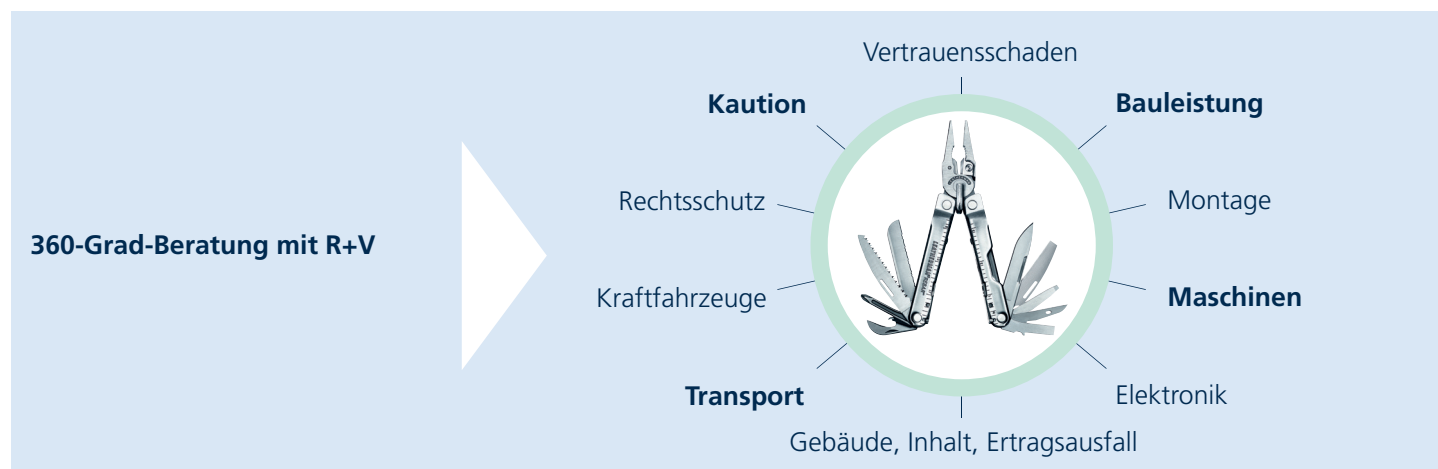 Vertrauensschaden
Kaution
Bauleistung
Rechtsschutz
Montage
360-Grad-Beratung mit R+V
Kraftfahrzeuge
Maschinen
Transport
Elektronik
Gebäude, Inhalt, Ertragsausfall